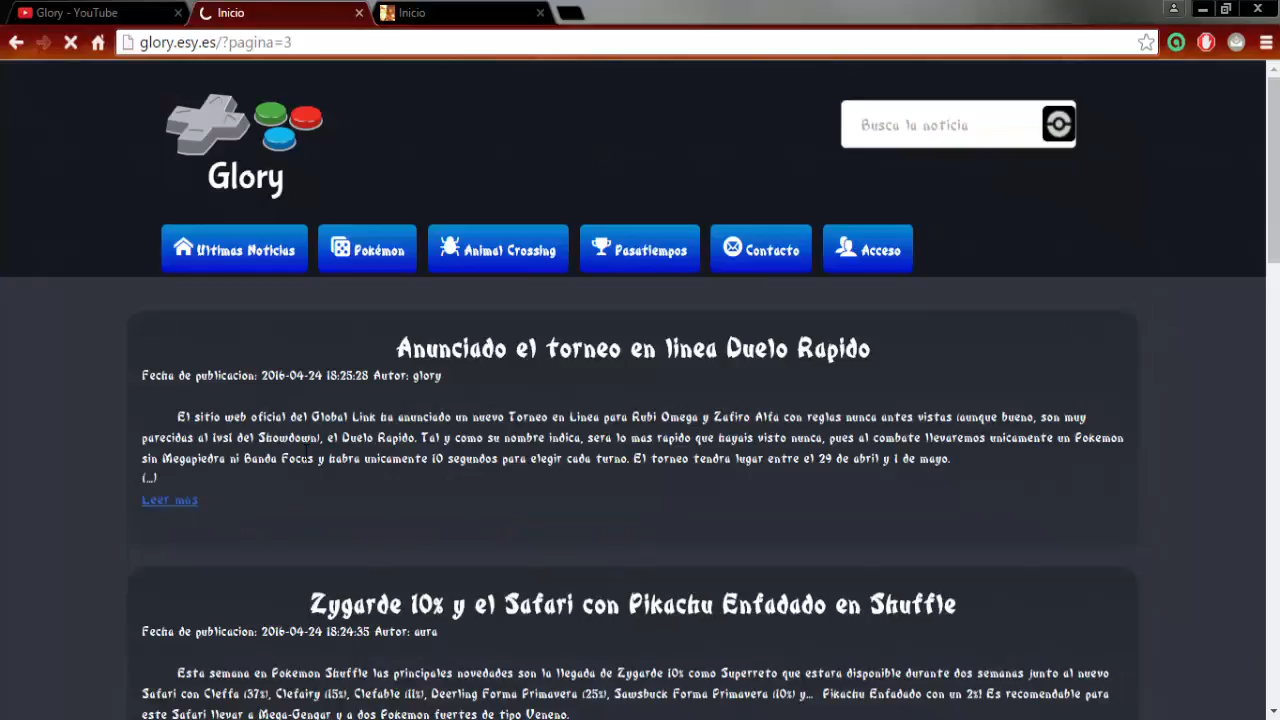 Glory - YouTube
Inicio
Inicio
glory.esy.es/?pagina=3
Glory
Busca la noticia
Ultimas Noticias
Pokémon
Animal Crossing
Pasatiempos
Contacto
Acceso
Anunciado el torneo en linea Duelo Rapido
Fecha de publicacion: 2016-04-24 18:25:28 Autor: glory
El sitio web oficial del Global Link ha anunciado un nuevo Torneo en Linea para Rubi Omega y Zafiro Alfa con reglas nunca antes vistas (aunque bueno, son muy
parecidas al 1vs1 del Showdown), el Duelo Rapido. Tal y como su nombre indica, sera lo mas rapido que hayais visto nunca, pues al combate llevaremos unicamente un Pokemon
sin Megapiedra ni Banda Focus y habra unicamente 10 segundos para elegir cada turno. El torneo tendra lugar entre el 29 de abril y 1 de mayo.
(...)
Leer mas
Zygarde 10% y el Safari con Pikachu Enfadado en Shuffle
Fecha de publicacion: 2016-04-24 18:24:35 Autor: aura
Esta semana en Pokemon Shuffle las principales novedades son la llegada de Zygarde 10% como Superreto que estara disponible durante dos semanas junto al nuevo
Safari con Cleffa (37%), Clefairy (15%), Clefable (11%), Deerling Forma Primavera (25%), Sawsbuck Forma Primavera (10%) y... Pikachu Enfadado con un 2%! Es recomendable para
este Safari llevar a Mega-Gengar y a dos Pokemon fuertes de tipo Veneno.